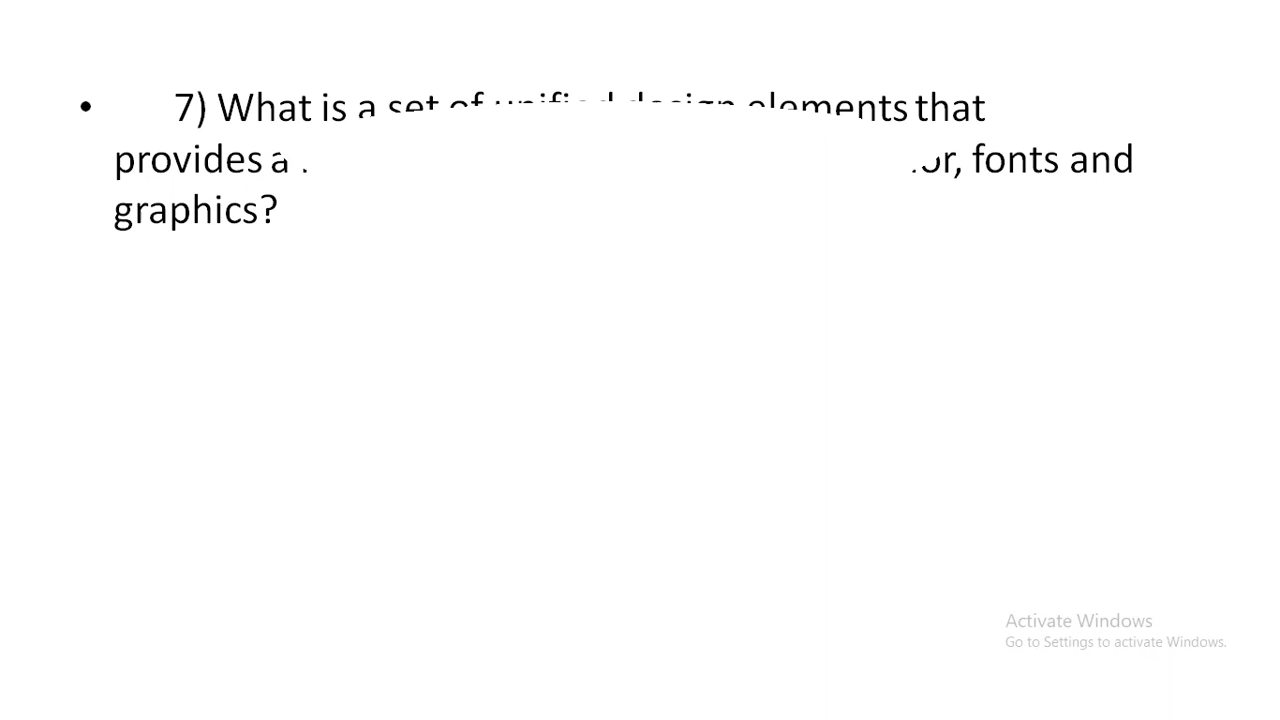 • 7) What is a set of unified design elements that
provides a
fonts and
graphics?
Activate Windows
Go to Settings to activate Windows.